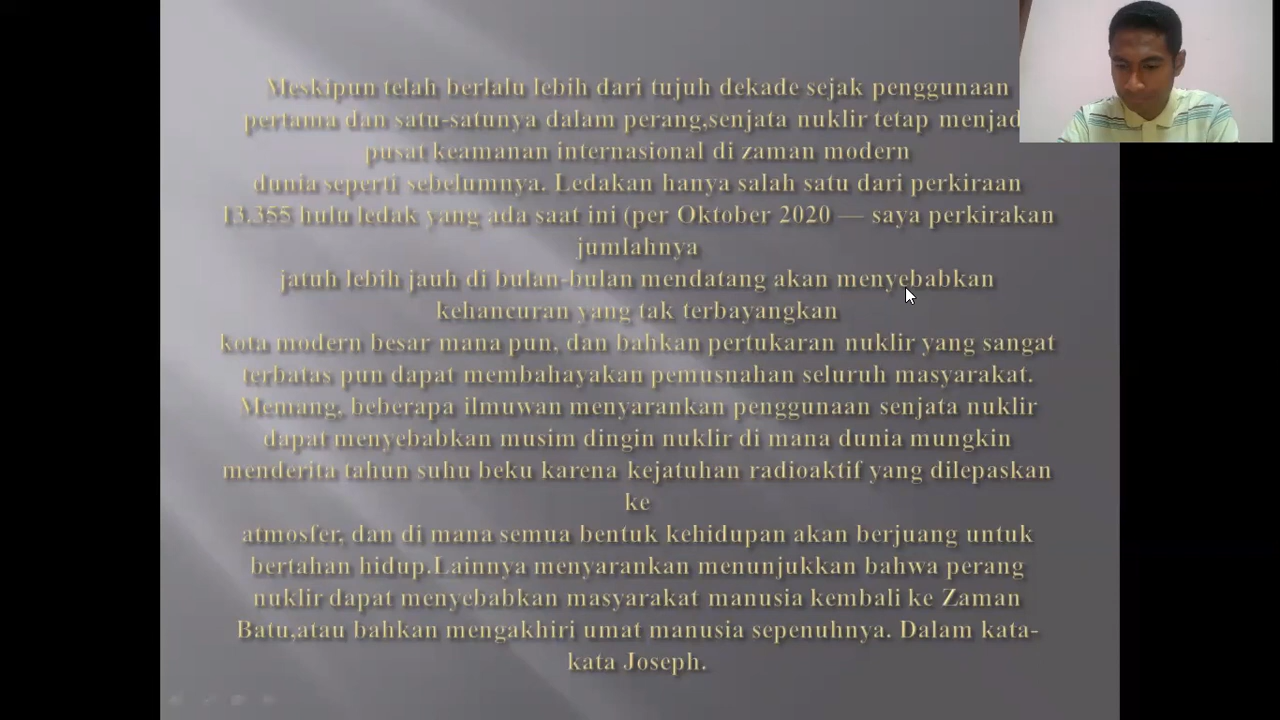 Meskipun telah berlalu lebih dari tujuh dekade sejak penggunaan
pertama dan satu-satunya dalam perang,senjata nuklir tetap menjadi
pusat keamanan internasional di zaman modern
dunia seperti sebelumnya. Ledakan hanya salah satu dari perkiraan
13.355 hulu ledak yang ada saat ini (per Oktober 2020 — saya perkirakan
jumlahnya
jatuh lebih jauh di bulan-bulan mendatang akan menyebabkan
kehancuran yang tak terbayangkan
kota modern besar mana pun, dan bahkan pertukaran nuklir yang sangat
terbatas pun dapat membahayakan pemusnahan seluruh masyarakat.
Memang, beberapa ilmuwan menyarankan penggunaan senjata nuklir
dapat menyebabkan musim dingin nuklir di mana dunia mungkin
menderita tahun suhu beku karena kejatuhan radioaktif yang dilepaskan
ke
atmosfer, dan di mana semua bentuk kehidupan akan berjuang untuk
bertahan hidup.Lainnya menyarankan menunjukkan bahwa perang
nuklir dapat menyebabkan masyarakat manusia kembali ke Zaman
Batu,atau bahkan mengakhiri umat manusia sepenuhnya. Dalam kata-
kata Joseph.